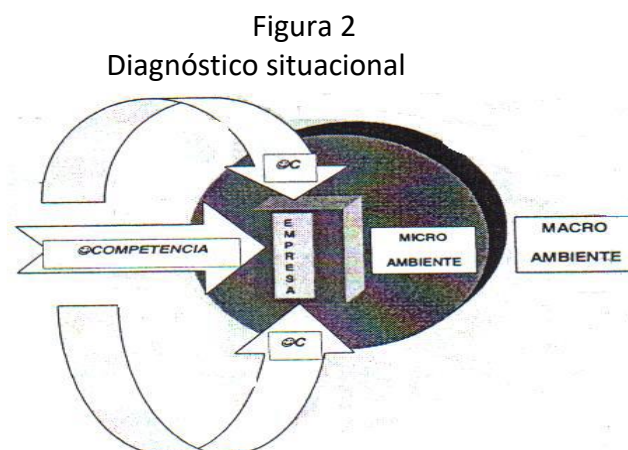 Figura 2
Diagnóstico situacional
©C
EMPRESA
©COMPETENCIA
MICRO
AMBIENTE
MACRO
AMBIENTE
©C